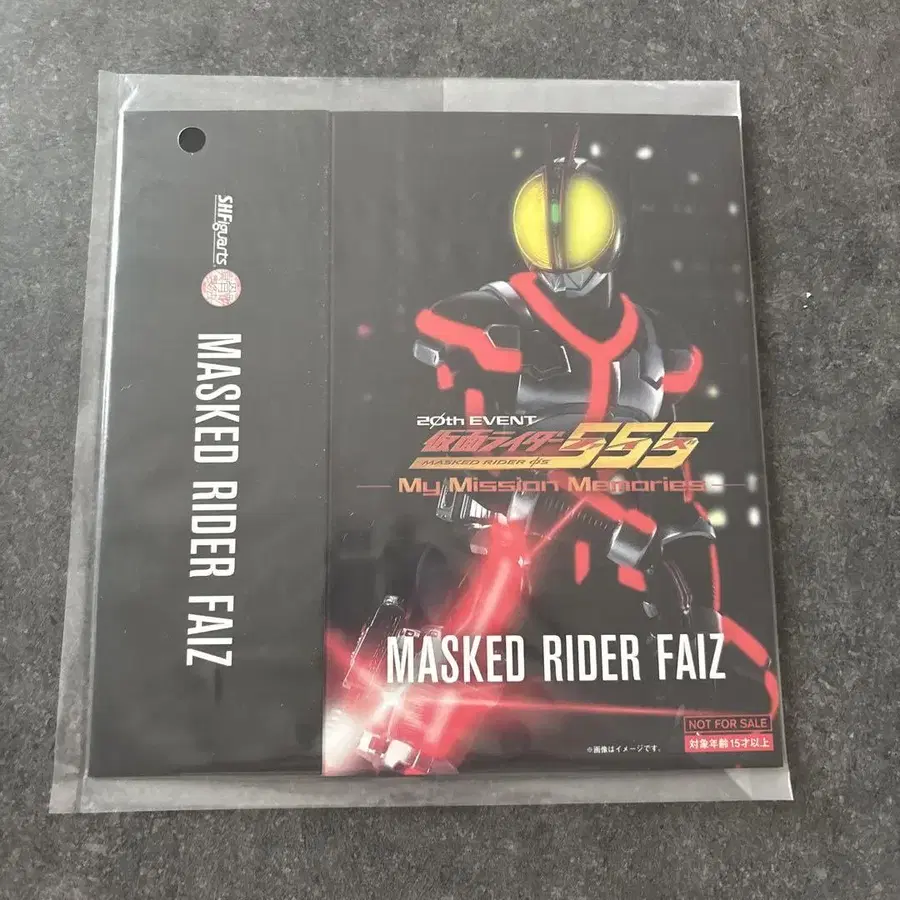 S.H.Figuarts
MASKED RIDER FAIZ
20th EVENT
仮面ライダー555
MASKED RIDER φ's
My Mission Memories
MASKED RIDER FAIZ
NOT FOR SALE
対象年齢15才以上
※画像はイメージです。